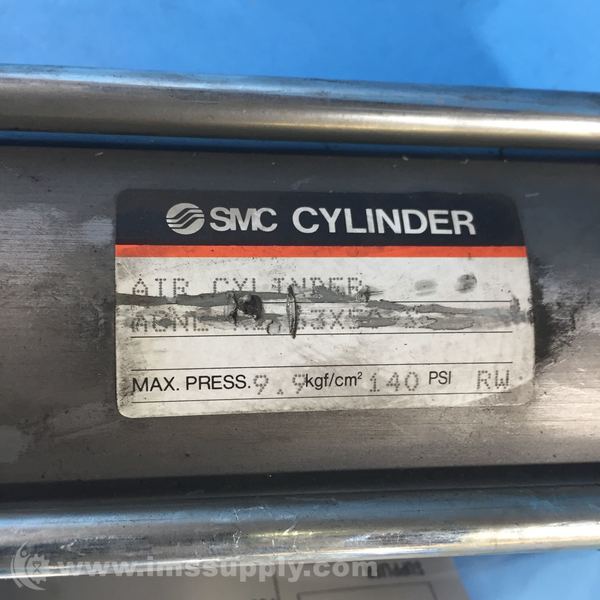 SMC CYLINDER
AIR CYLINDER
MAX. PRESS. 9.9 kgf/cm² 140 PSI RW
www.imssupply.com